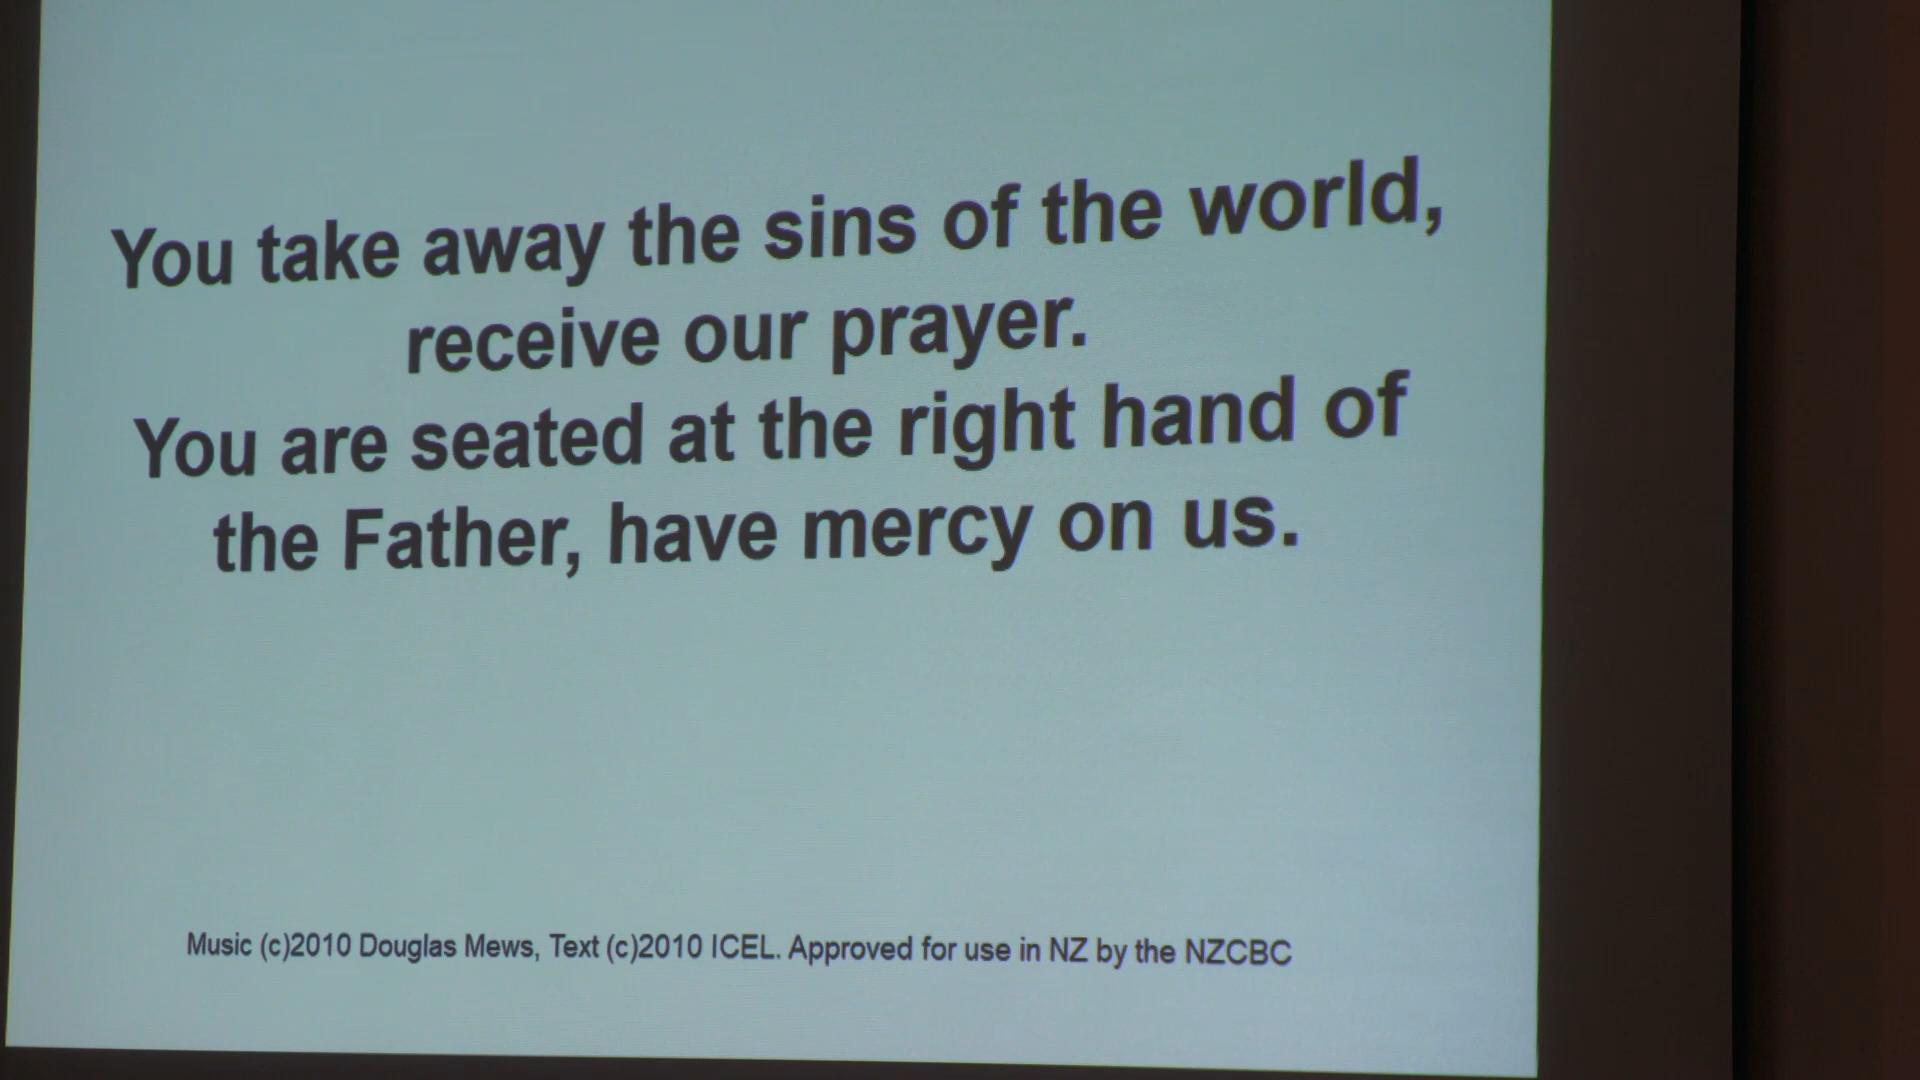 You take away the sins of the world,
receive our prayer.
You are seated at the right hand of
the Father, have mercy on us.
Music (c)2010 Douglas Mews, Text (c)2010 ICEL. Approved for use in NZ by the NZCBC